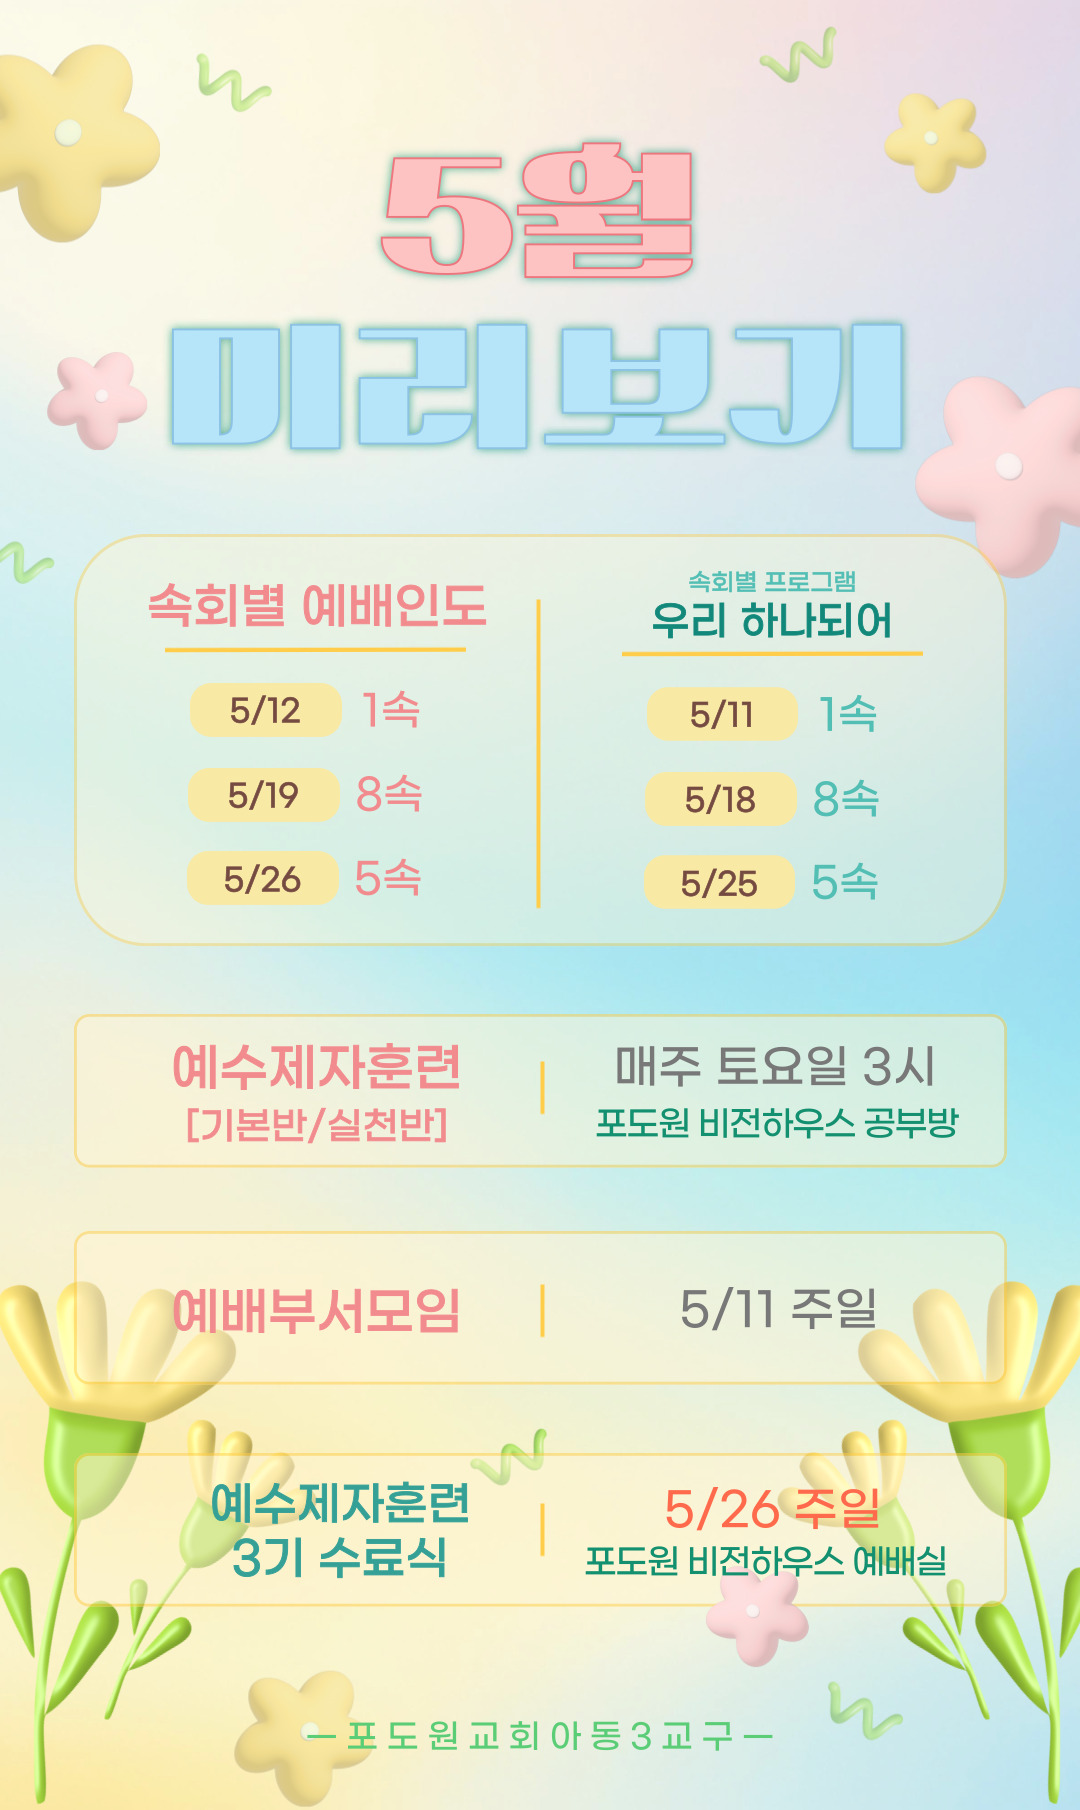 5월
미리보기
속회별 예배인도
5/12 1속
5/19 8속
5/26 5속
속회별 프로그램
우리 하나되어
5/11 1속
5/18 8속
5/25 5속
예수제자훈련
[기본반/실천반]
매주 토요일 3시
포도원 비전하우스 공부방
예배부서모임
5/11 주일
예수제자훈련
3기 수료식
5/26 주일
포도원 비전하우스 예배실
─ 포도원교회아동3교구 ─